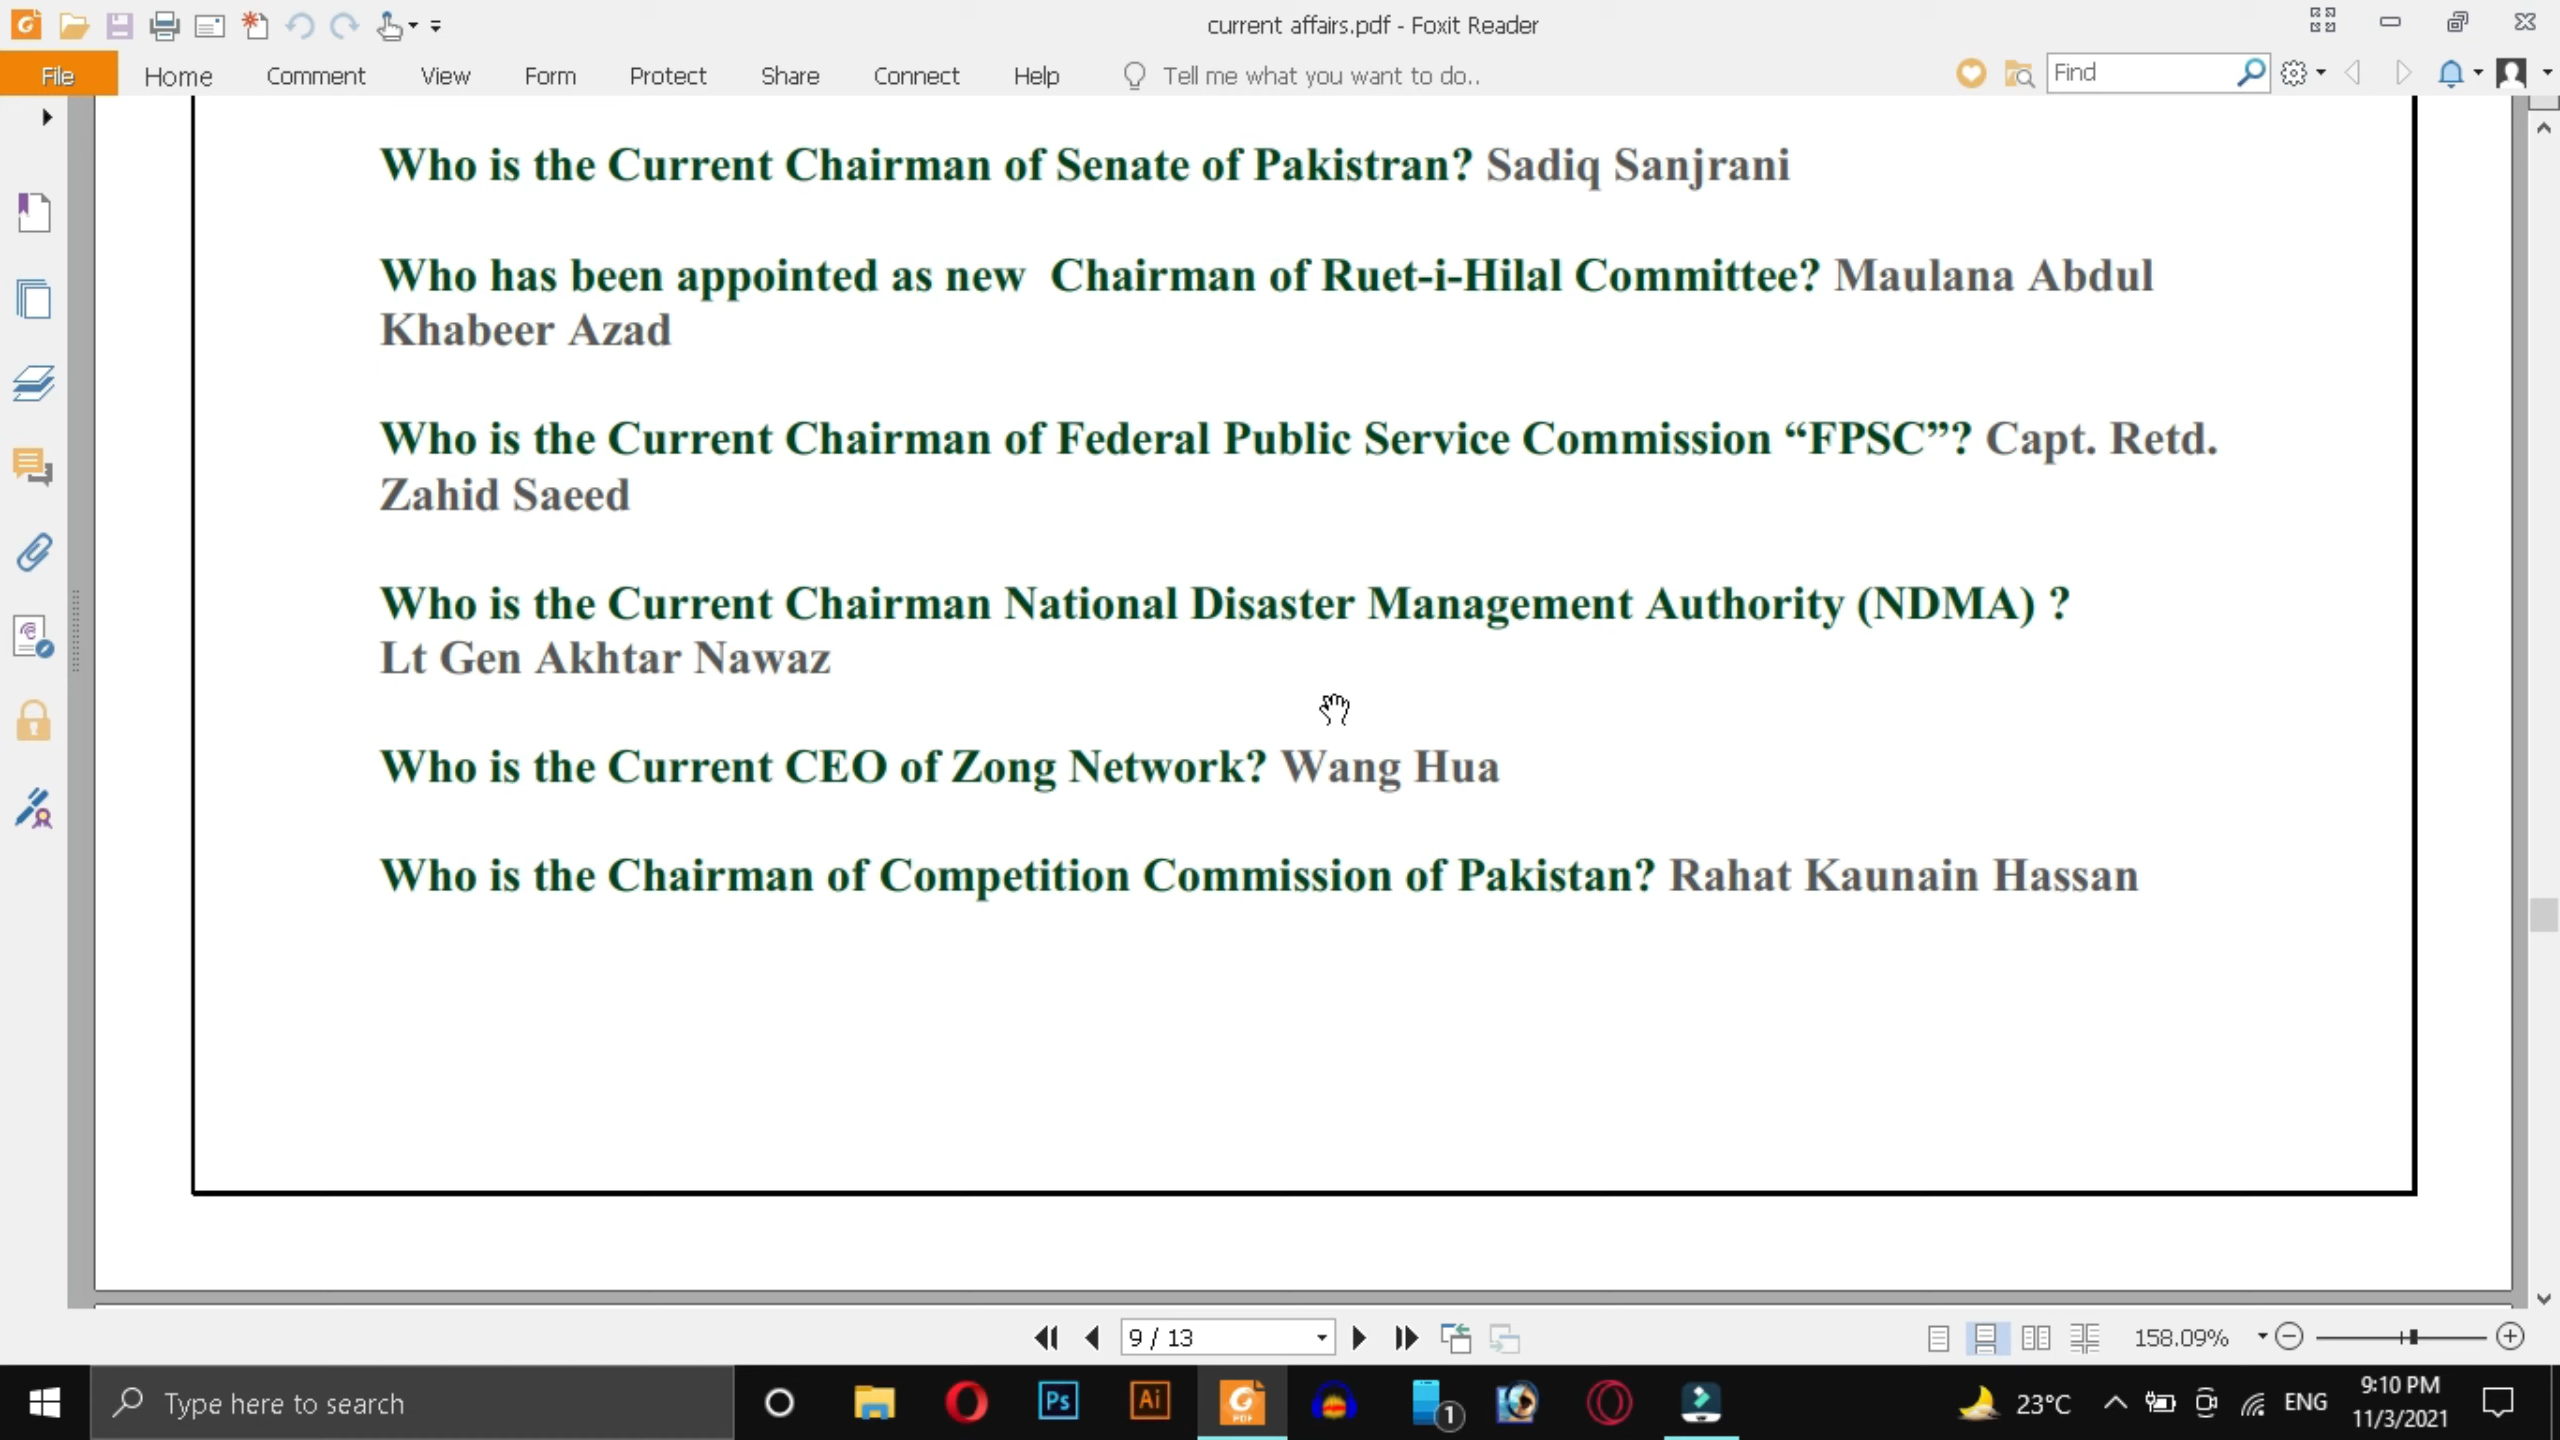 current affairs.pdf - Foxit Reader
File Home Comment View Form Protect Share Connect Help Tell me what you want to do.. Find
Who is the Current Chairman of Senate of Pakistran? Sadiq Sanjrani
Who has been appointed as new  Chairman of Ruet-i-Hilal Committee? Maulana Abdul
Khabeer Azad
Who is the Current Chairman of Federal Public Service Commission “FPSC”? Capt. Retd.
Zahid Saeed
Who is the Current Chairman National Disaster Management Authority (NDMA) ?
Lt Gen Akhtar Nawaz
Who is the Current CEO of Zong Network? Wang Hua
Who is the Chairman of Competition Commission of Pakistan? Rahat Kaunain Hassan
9 / 13 158.09%
Type here to search Ps Ai PDF 1 23°C ENG 9:10 PM
11/3/2021